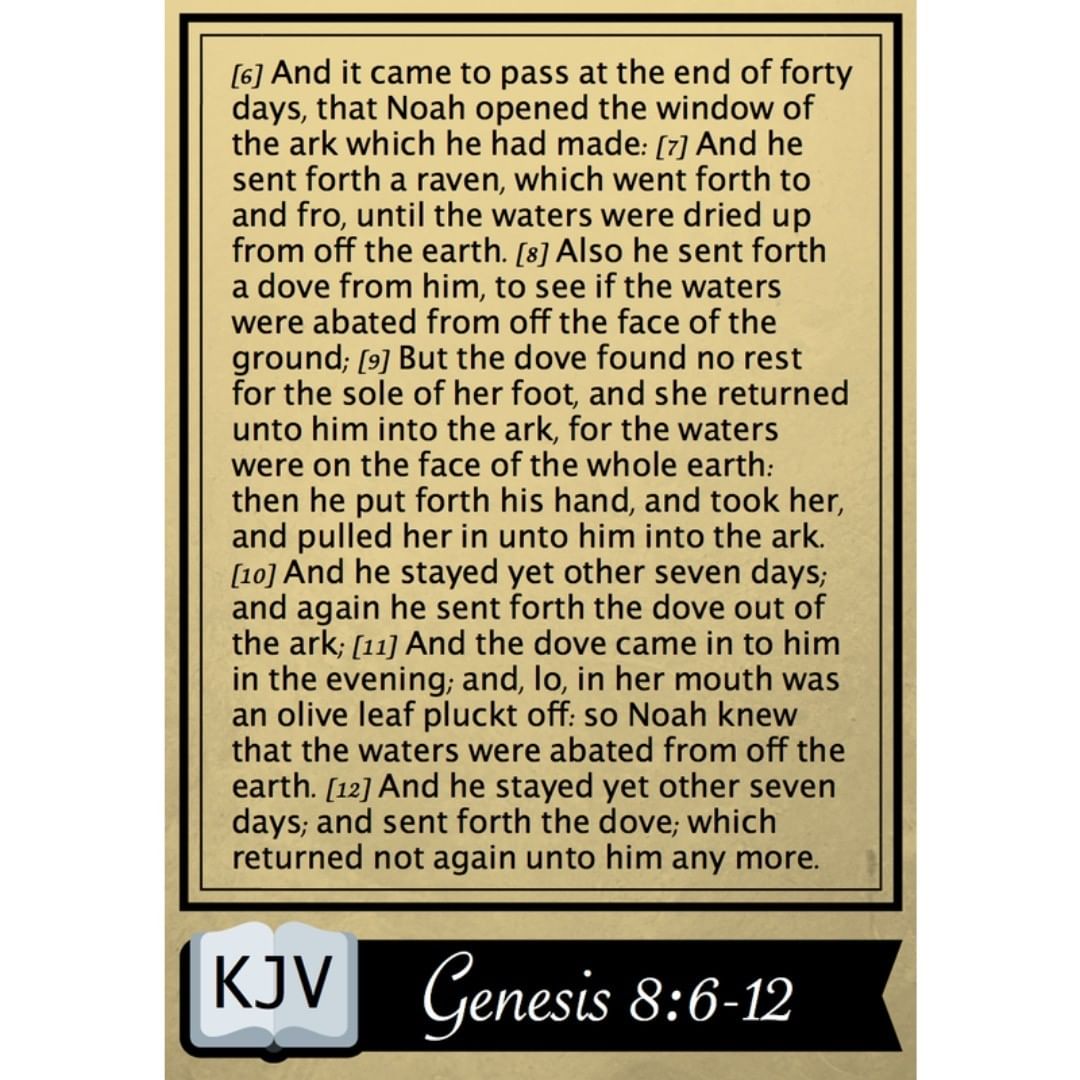 [6] And it came to pass at the end of forty
days, that Noah opened the window of
the ark which he had made: [7] And he
sent forth a raven, which went forth to
and fro, until the waters were dried up
from off the earth. [8] Also he sent forth
a dove from him, to see if the waters
were abated from off the face of the
ground; [9] But the dove found no rest
for the sole of her foot, and she returned
unto him into the ark, for the waters
were on the face of the whole earth:
then he put forth his hand, and took her,
and pulled her in unto him into the ark.
[10] And he stayed yet other seven days;
and again he sent forth the dove out of
the ark; [11] And the dove came in to him
in the evening; and, lo, in her mouth was
an olive leaf pluckt off: so Noah knew
that the waters were abated from off the
earth. [12] And he stayed yet other seven
days; and sent forth the dove; which
returned not again unto him any more.
KJV
Genesis 8:6-12